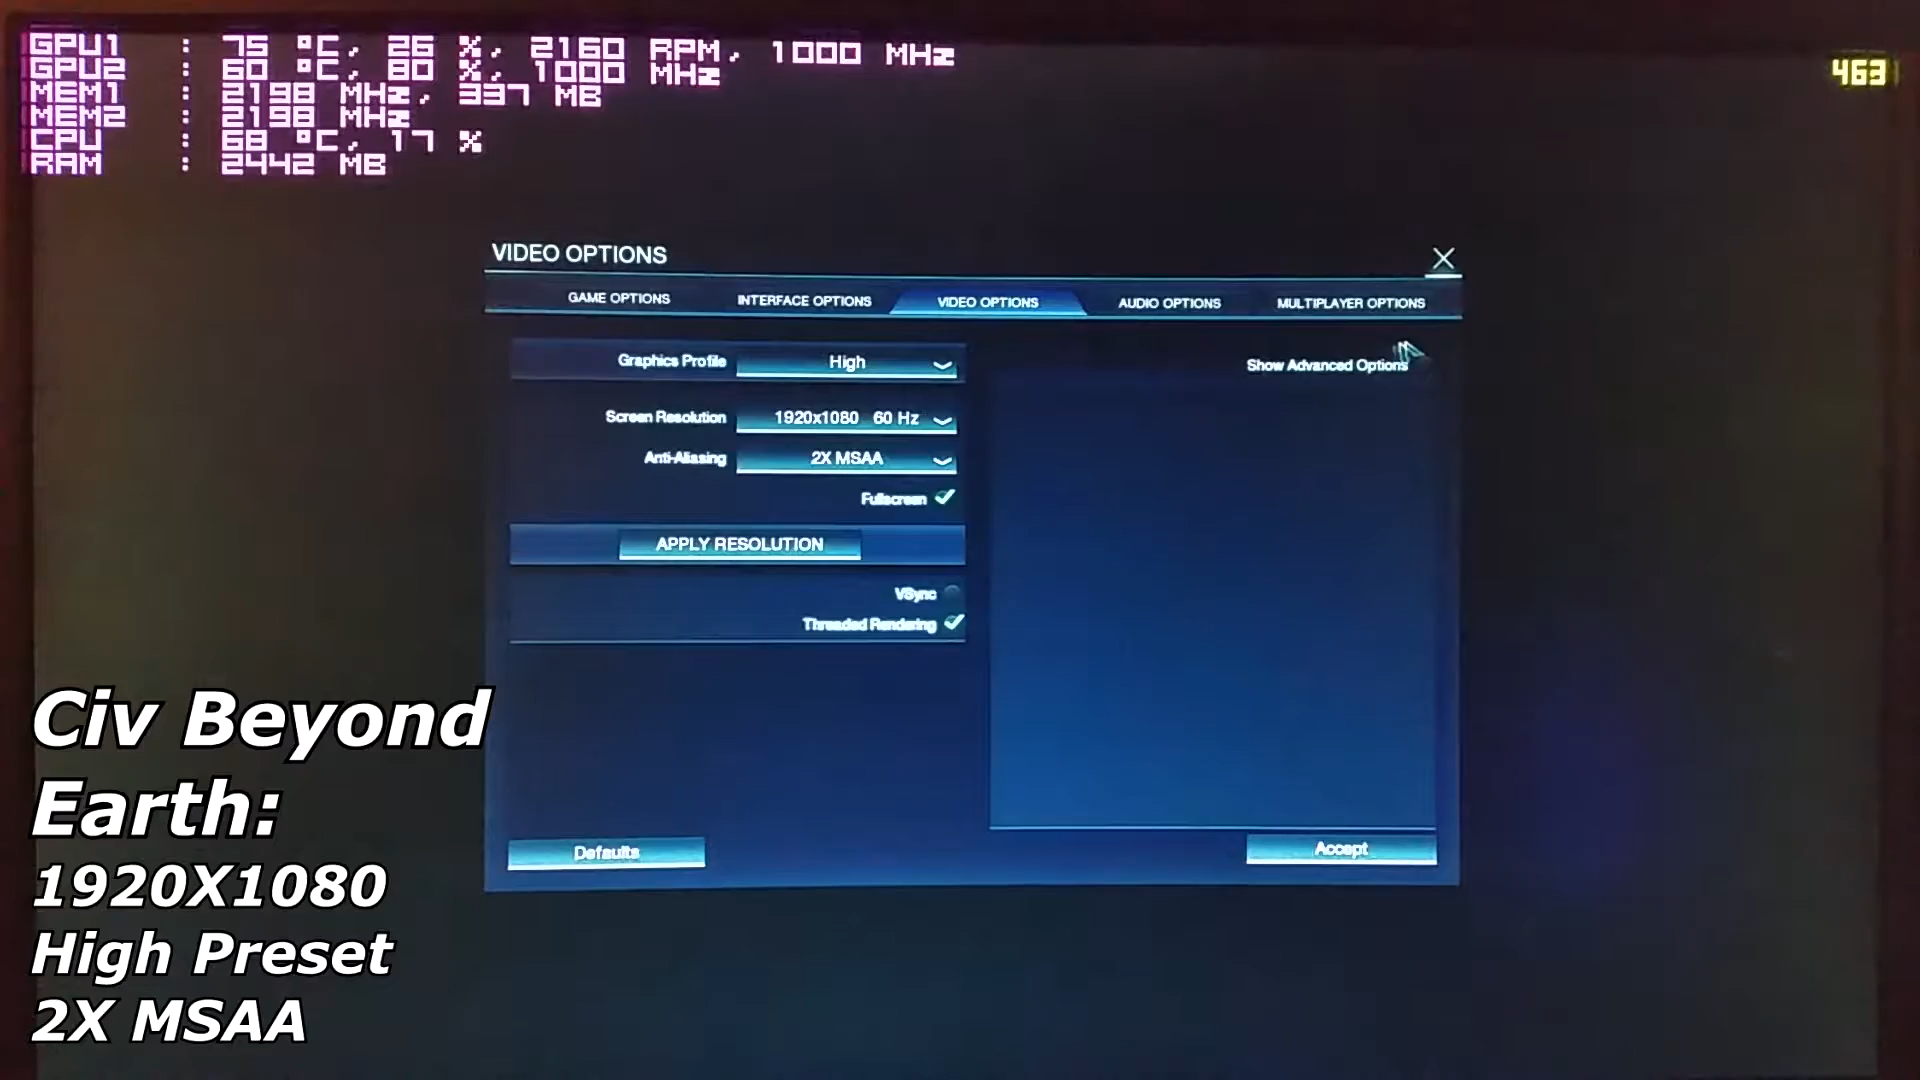 GPU1 : 75 °C, 26 %, 2160 RPM, 1000 MHz
GPU2 : 60 °C, 80 %, 1000 MHz
MEM1 : 2198 MHz, 337 MB
MEM2 : 2198 MHz
CPU : 68 °C, 17 %
RAM : 2442 MB
463
VIDEO OPTIONS
GAME OPTIONS INTERFACE OPTIONS VIDEO OPTIONS AUDIO OPTIONS MULTIPLAYER OPTIONS
Graphics Profile High
Show Advanced Options
Screen Resolution 1920x1080 60 Hz
Anti-Aliasing 2X MSAA
Fullscreen
APPLY RESOLUTION
VSync
Threaded Rendering
Defaults
Accept
Civ Beyond
Earth:
1920X1080
High Preset
2X MSAA